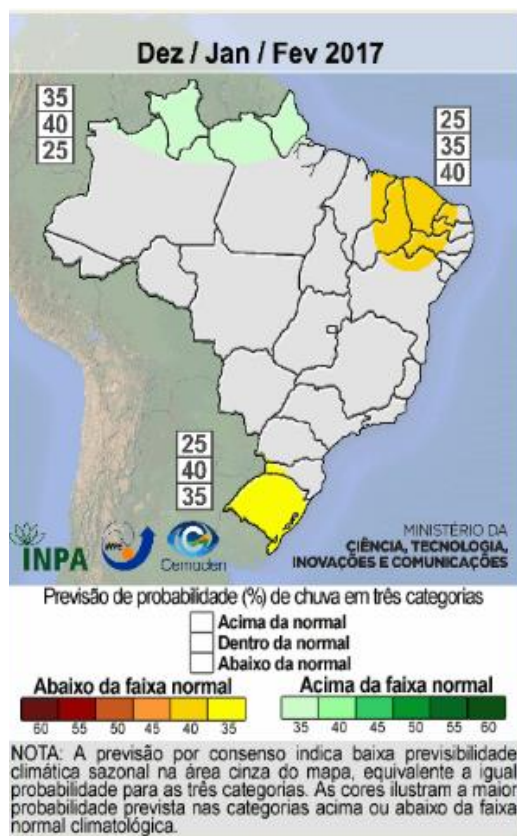 Dez / Jan / Fev 2017
35
40
25
25
35
40
25
40
35
INPA
Cemaden
MINISTÉRIO DA
CIÊNCIA, TECNOLOGIA,
INOVAÇÕES E COMUNICAÇÕES
Previsão de probabilidade (%) de chuva em três categorias
Acima da normal
Dentro da normal
Abaixo da normal
Abaixo da faixa normal
Acima da faixa normal
60 55 50 45 40 35
35 40 45 50 55 60
NOTA: A previsão por consenso indica baixa previsibilidade
climática sazonal na área cinza do mapa, equivalente a igual
probabilidade para as três categorias. As cores ilustram a maior
probabilidade prevista nas categorias acima ou abaixo da faixa
normal climatológica.